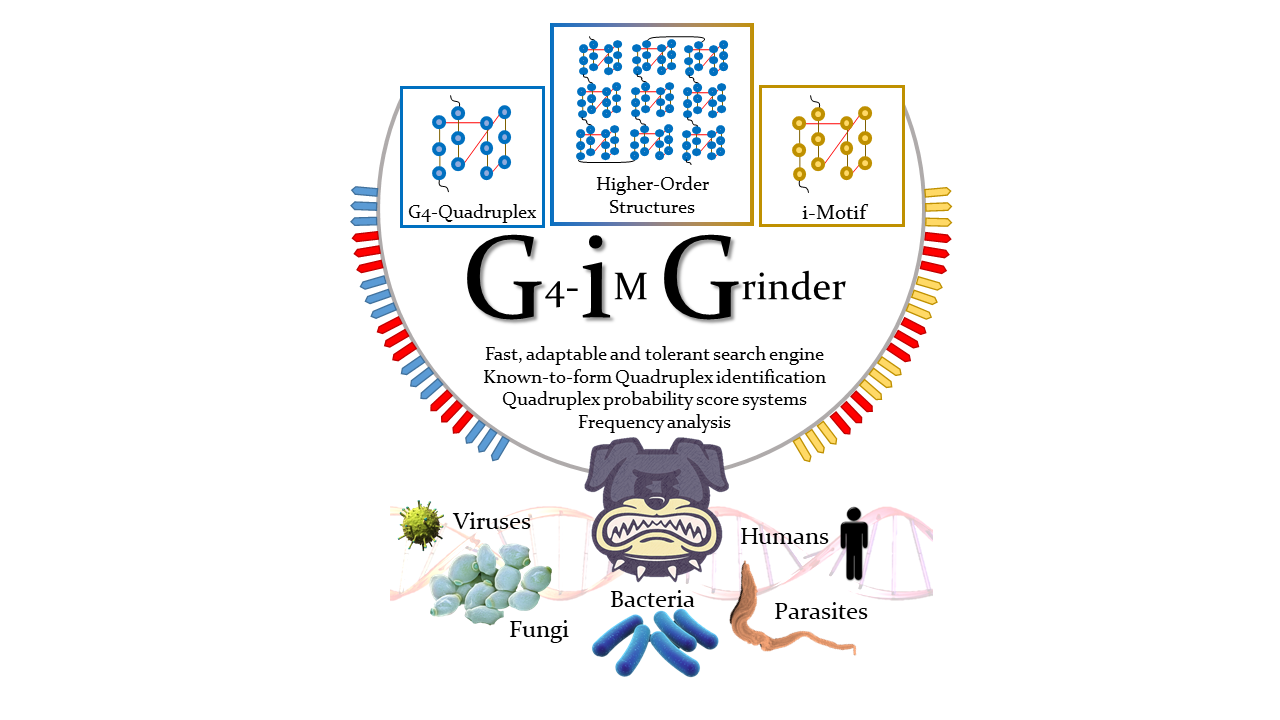 G4-Quadruplex
Higher-Order
Structures
i-Motif
G4-iM Grinder
Fast, adaptable and tolerant search engine
Known-to-form Quadruplex identification
Quadruplex probability score systems
Frequency analysis
Viruses
Humans
Bacteria
Parasites
Fungi